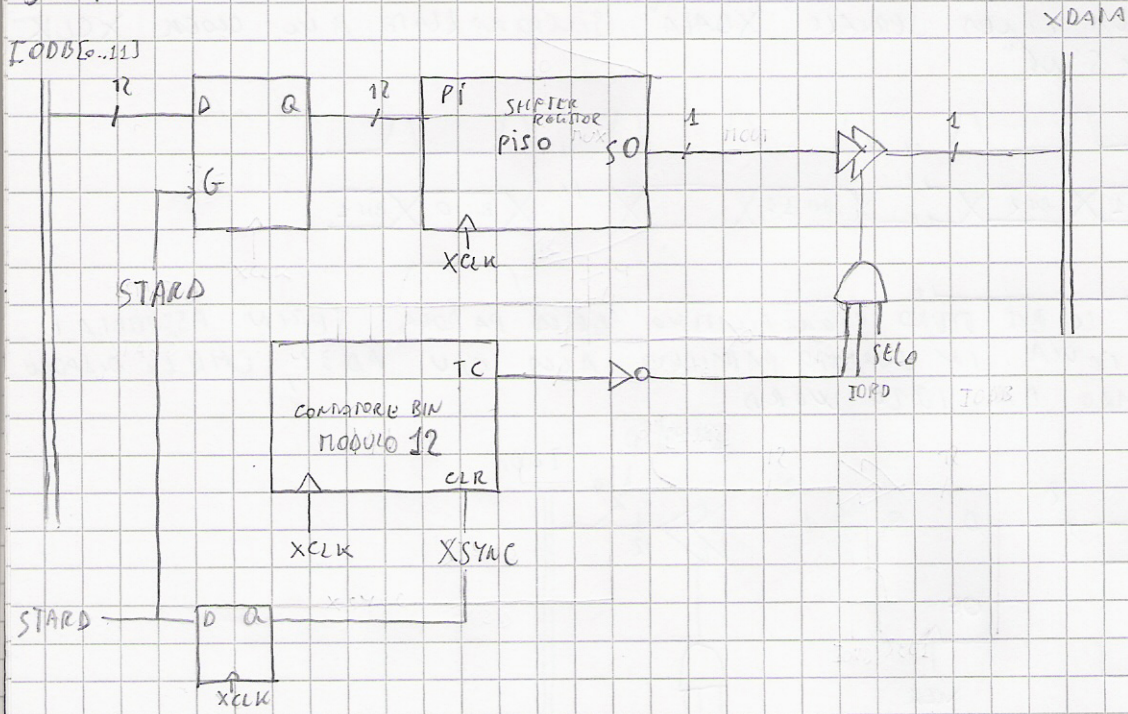 XDATA
IODB[0..11]
12
12
1
1
D Q
PI
SHIFTER
REGISTER
PISO
SO
G
XCLK
STARD
TC
CONTATORE BIN
MODULO 12
CLR
SEL0
IORD
XCLK
XSYNC
STARD
D Q
XCLK